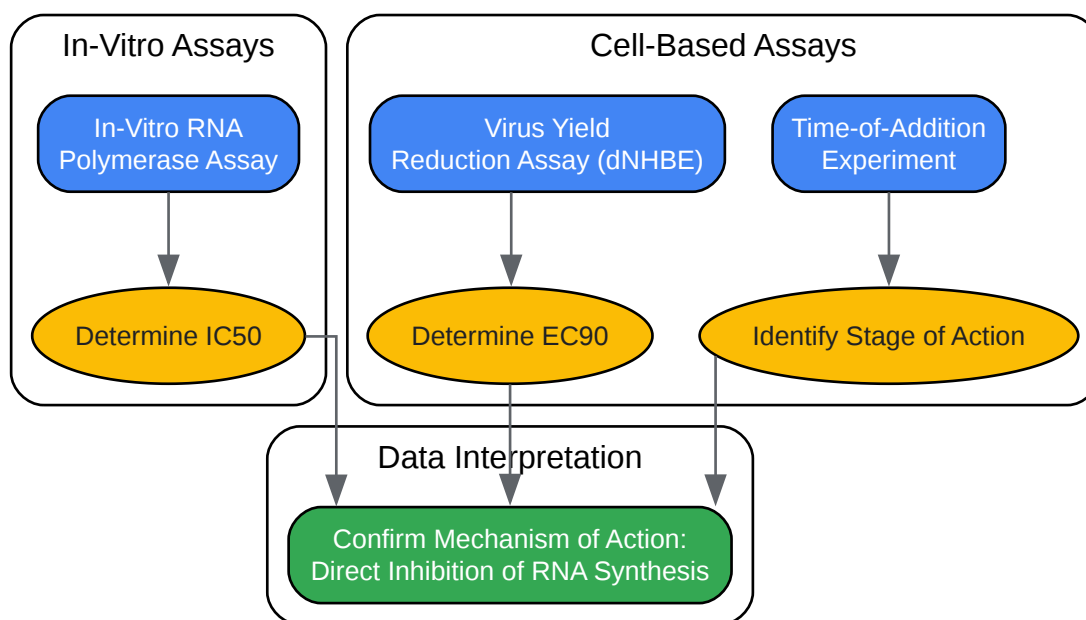 In-Vitro Assays
In-Vitro RNA
Polymerase Assay
Determine IC50
Cell-Based Assays
Virus Yield
Reduction Assay (dNHBE)
Determine EC90
Time-of-Addition
Experiment
Identify Stage of Action
Data Interpretation
Confirm Mechanism of Action:
Direct Inhibition of RNA Synthesis